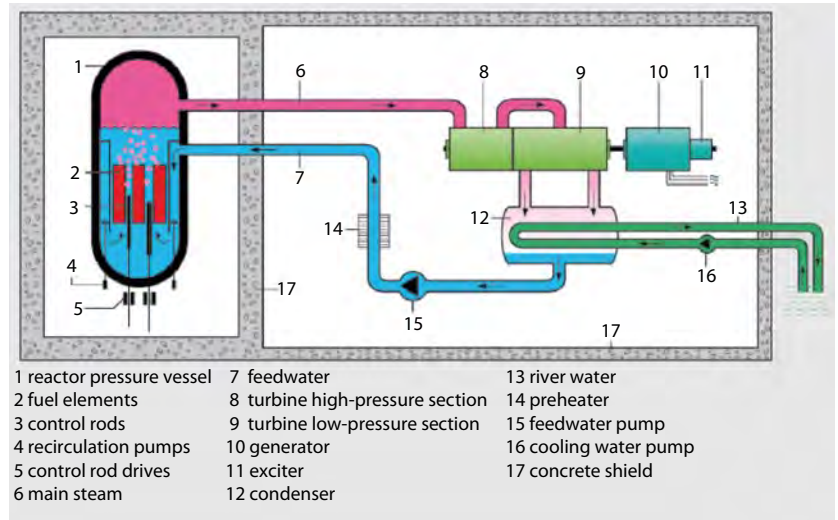 1
2
3
4
5
6
7
8
9
10
11
12
13
14
15
16
17
17
1 reactor pressure vessel
2 fuel elements
3 control rods
4 recirculation pumps
5 control rod drives
6 main steam
7 feedwater
8 turbine high-pressure section
9 turbine low-pressure section
10 generator
11 exciter
12 condenser
13 river water
14 preheater
15 feedwater pump
16 cooling water pump
17 concrete shield